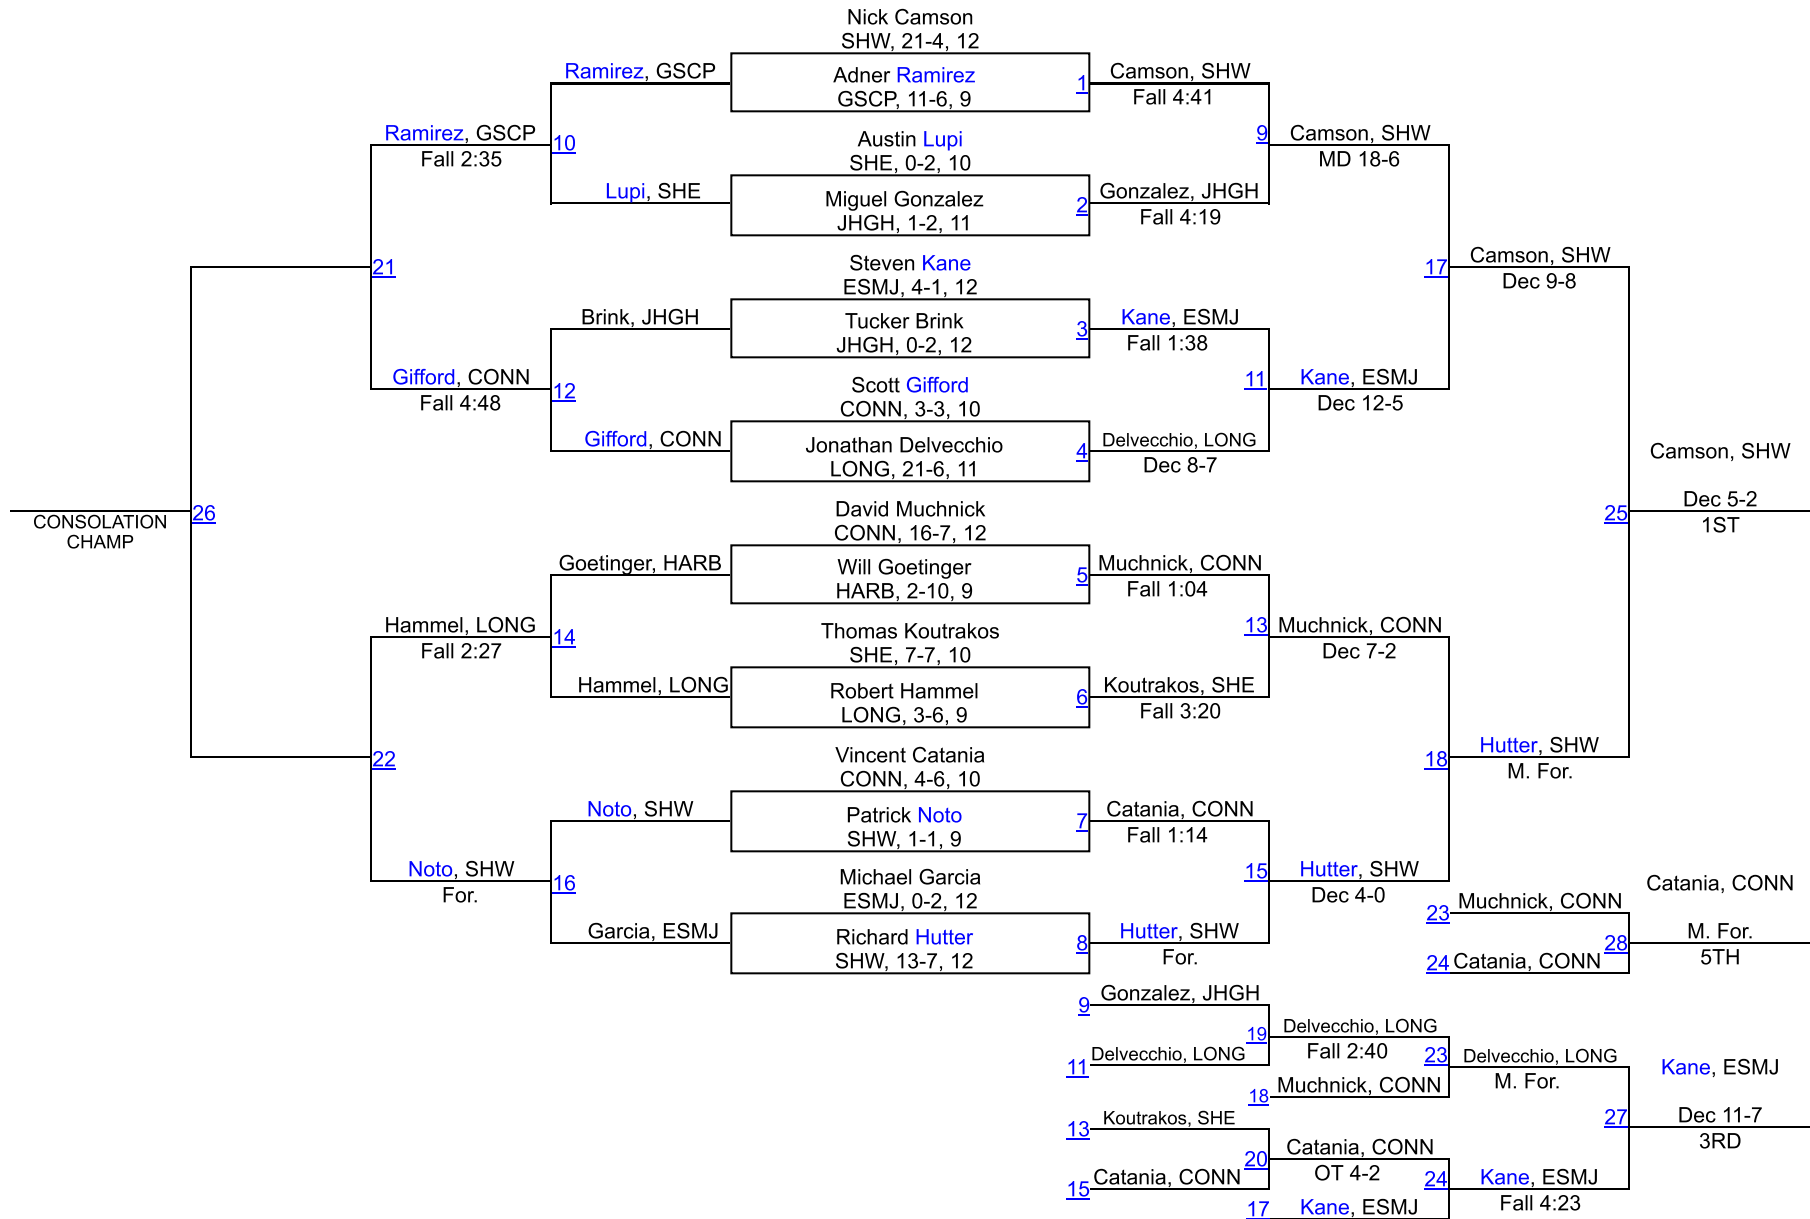 Nick Camson
SHW, 21-4, 12
Ramirez, GSCP
Adner Ramirez
GSCP, 11-6, 9
1
Camson, SHW
Fall 4:41
Ramirez, GSCP
Fall 2:35
10
Austin Lupi
SHE, 0-2, 10
9
Camson, SHW
MD 18-6
Lupi, SHE
Miguel Gonzalez
JHGH, 1-2, 11
2
Gonzalez, JHGH
Fall 4:19
21
Steven Kane
ESMJ, 4-1, 12
17
Camson, SHW
Dec 9-8
Brink, JHGH
Tucker Brink
JHGH, 0-2, 12
3
Kane, ESMJ
Fall 1:38
Gifford, CONN
Fall 4:48
12
Scott Gifford
CONN, 3-3, 10
11
Kane, ESMJ
Dec 12-5
Gifford, CONN
Jonathan Delvecchio
LONG, 21-6, 11
4
Delvecchio, LONG
Dec 8-7
Camson, SHW
CONSOLATION
CHAMP
26
David Muchnick
CONN, 16-7, 12
25
Dec 5-2
1ST
Goetinger, HARB
Will Goetinger
HARB, 2-10, 9
5
Muchnick, CONN
Fall 1:04
Hammel, LONG
Fall 2:27
14
Thomas Koutrakos
SHE, 7-7, 10
13
Muchnick, CONN
Dec 7-2
Hammel, LONG
Robert Hammel
LONG, 3-6, 9
6
Koutrakos, SHE
Fall 3:20
22
Vincent Catania
CONN, 4-6, 10
18
Hutter, SHW
M. For.
Noto, SHW
Patrick Noto
SHW, 1-1, 9
7
Catania, CONN
Fall 1:14
Noto, SHW
For.
16
Michael Garcia
ESMJ, 0-2, 12
15
Hutter, SHW
Dec 4-0
Garcia, ESMJ
Richard Hutter
SHW, 13-7, 12
8
Hutter, SHW
For.
23
Muchnick, CONN
Catania, CONN
24
Catania, CONN
28
M. For.
5TH
9
Gonzalez, JHGH
11
Delvecchio, LONG
19
Delvecchio, LONG
Fall 2:40
18
Muchnick, CONN
23
Delvecchio, LONG
M. For.
Kane, ESMJ
13
Koutrakos, SHE
27
Dec 11-7
3RD
15
Catania, CONN
20
Catania, CONN
OT 4-2
17
Kane, ESMJ
24
Kane, ESMJ
Fall 4:23